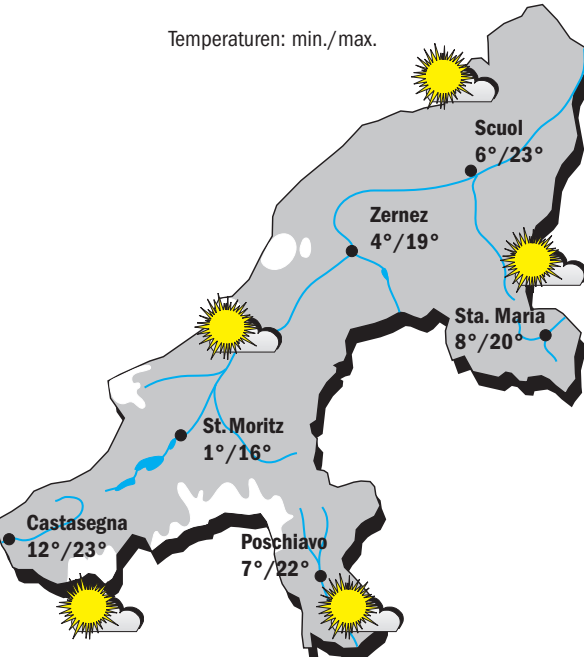 Temperaturen: min./max.
Scuol
6°/23°
Zernez
4°/19°
Sta. Maria
8°/20°
St. Moritz
1°/16°
Castasegna
12°/23°
Poschiavo
7°/22°